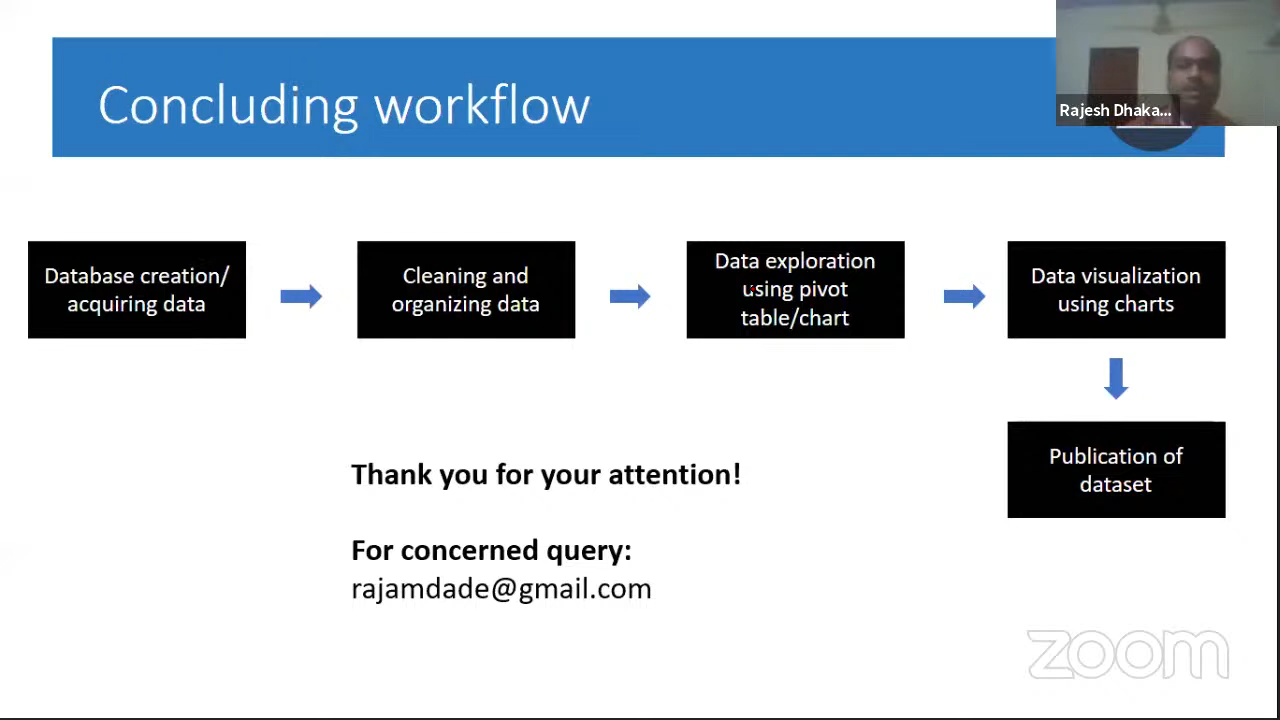 Concluding workflow
Rajesh Dhaka...
Database creation/
acquiring data
Cleaning and
organizing data
Data exploration
using pivot
table/chart
Data visualization
using charts
Publication of
dataset
Thank you for your attention!
For concerned query:
rajamdade@gmail.com
zoom